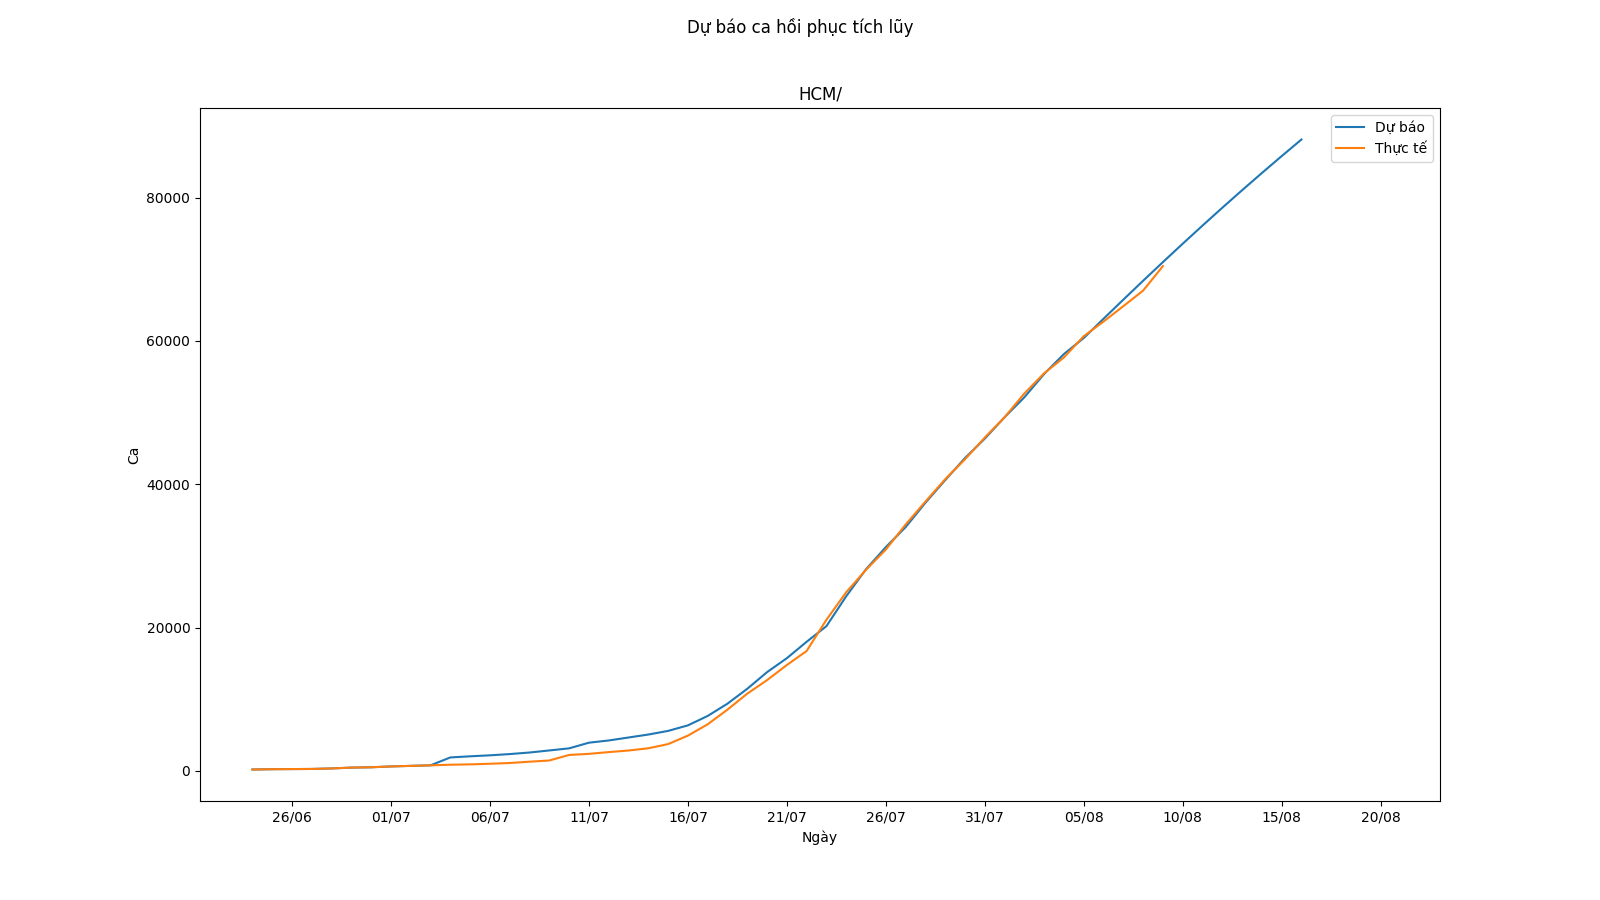 Dự báo ca hồi phục tích lũy
HCM/
Dự báo
Thực tế
80000
60000
40000
20000
0
Ca
26/06 01/07 06/07 11/07 16/07 21/07 26/07 31/07 05/08 10/08 15/08 20/08
Ngày